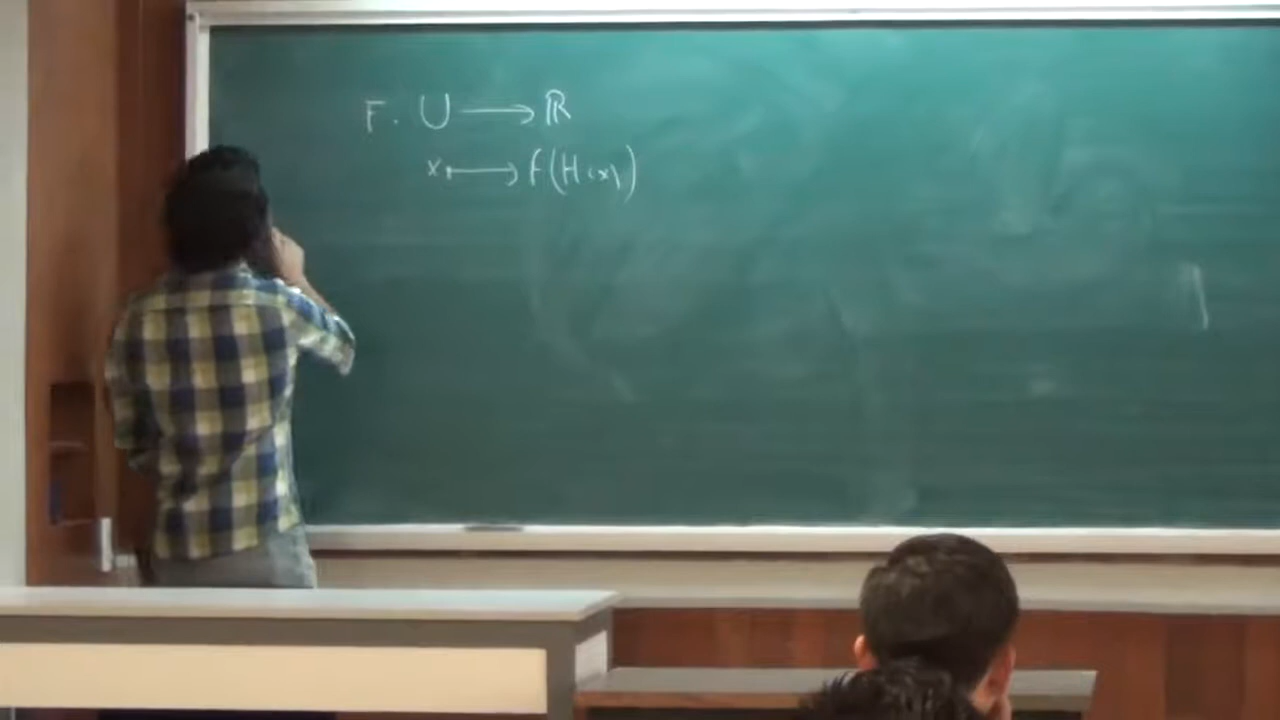 F. U ⟶ ℝ
x ⟼ f(H(x))